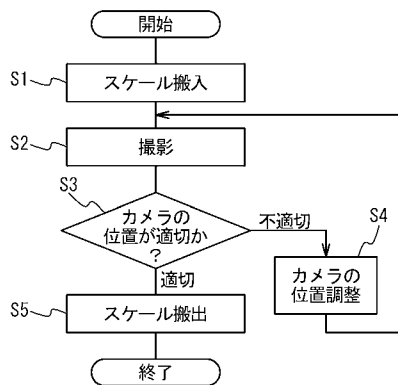 開始
S1
スケール搬入
S2
撮影
S3
カメラの
位置が適切か
?
不適切
適切
S4
カメラの
位置調整
S5
スケール搬出
終了